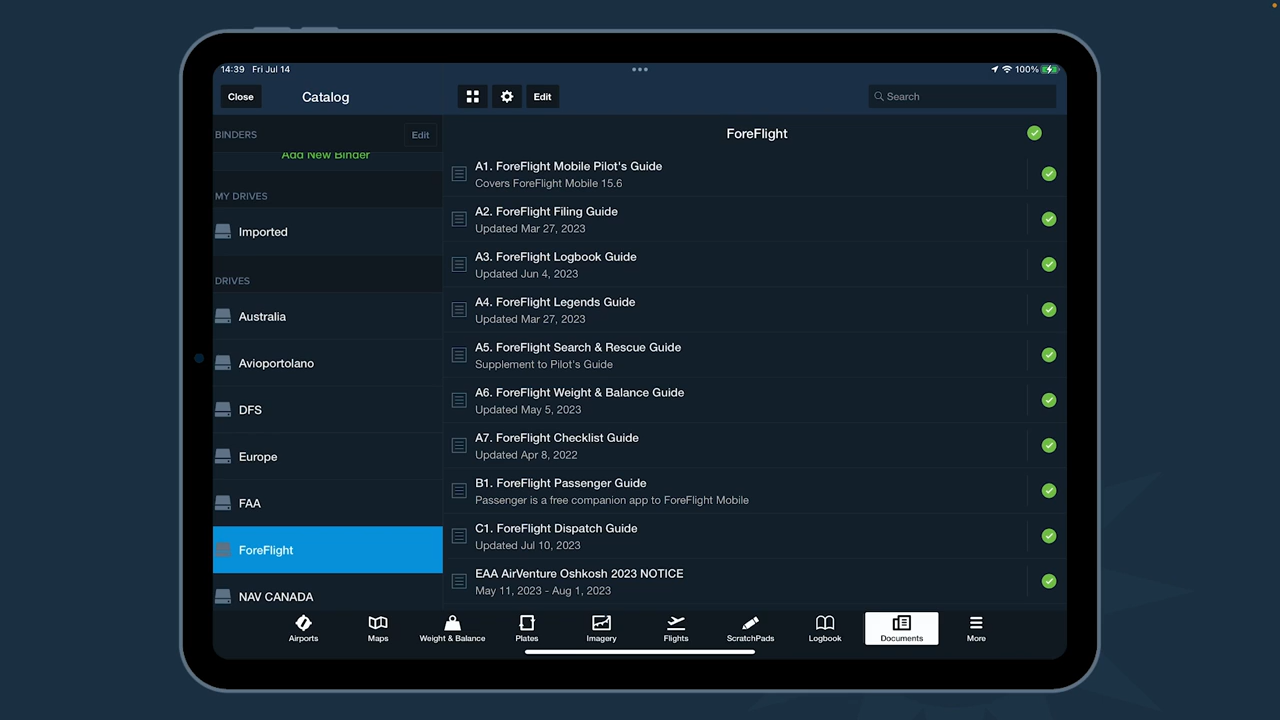 14:39 Fri Jul 14
100%
Close
Catalog
Edit
Search
BINDERS
Edit
Add New Binder
MY DRIVES
Imported
DRIVES
Australia
Avioportolano
DFS
Europe
FAA
ForeFlight
NAV CANADA
ForeFlight
A1. ForeFlight Mobile Pilot's Guide
Covers ForeFlight Mobile 15.6
A2. ForeFlight Filing Guide
Updated Mar 27, 2023
A3. ForeFlight Logbook Guide
Updated Jun 4, 2023
A4. ForeFlight Legends Guide
Updated Mar 27, 2023
A5. ForeFlight Search & Rescue Guide
Supplement to Pilot's Guide
A6. ForeFlight Weight & Balance Guide
Updated May 5, 2023
A7. ForeFlight Checklist Guide
Updated Apr 8, 2022
B1. ForeFlight Passenger Guide
Passenger is a free companion app to ForeFlight Mobile
C1. ForeFlight Dispatch Guide
Updated Jul 10, 2023
EAA AirVenture Oshkosh 2023 NOTICE
May 11, 2023 - Aug 1, 2023
Airports
Maps
Weight & Balance
Plates
Imagery
Flights
ScratchPads
Logbook
Documents
More